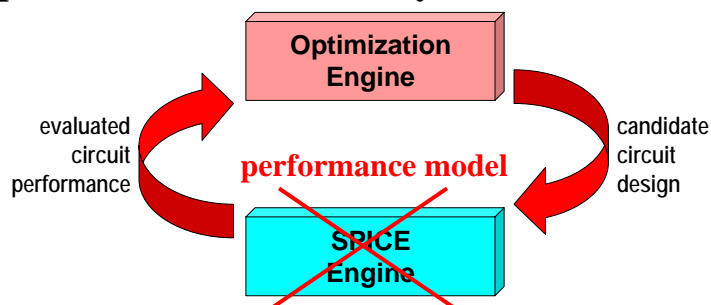 Optimization
Engine
evaluated
circuit
performance
candidate
circuit
design
performance model
SPICE
Engine